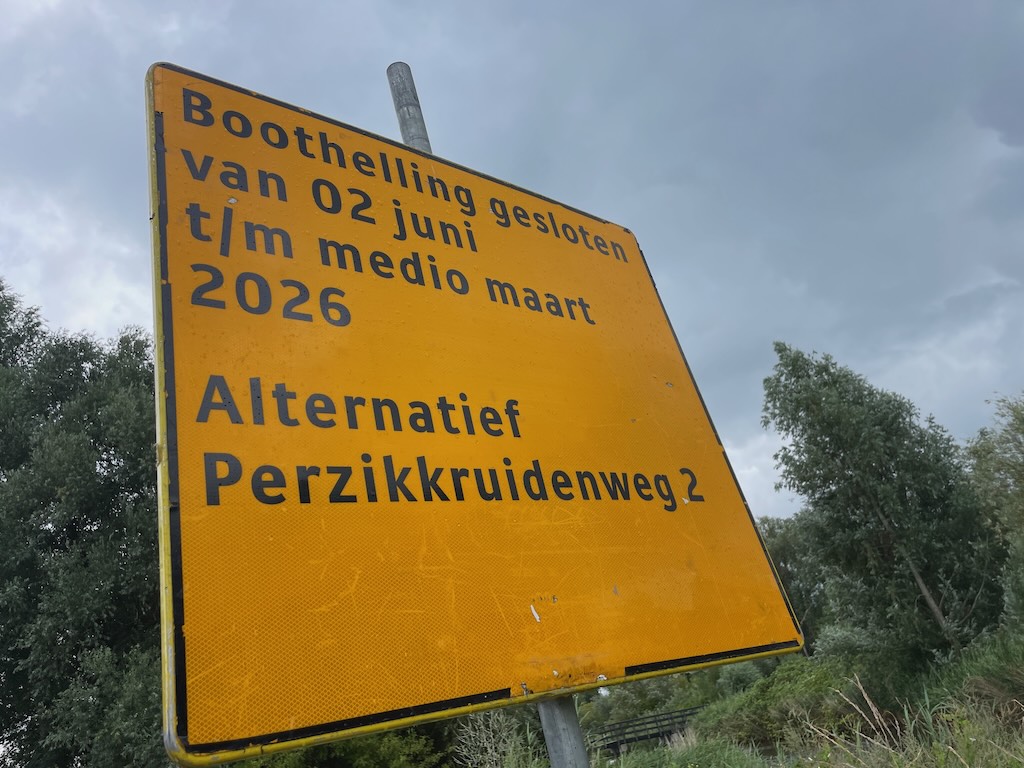 Boothelling gesloten
van 02 juni
t/m medio maart
2026
Alternatief
Perzikkruidenweg 2